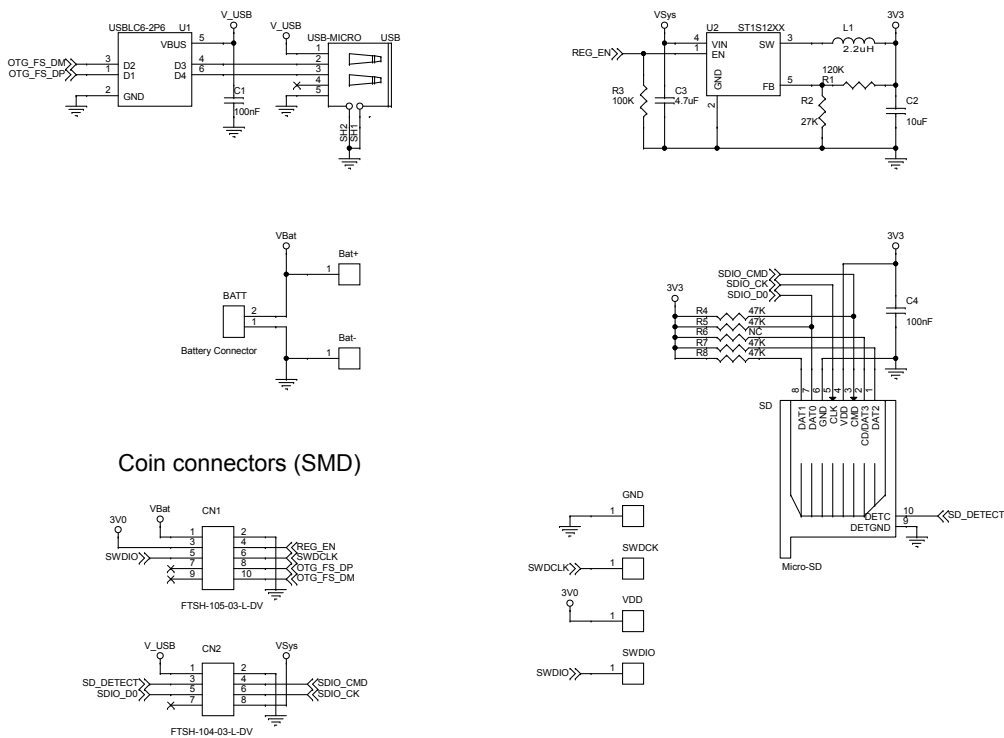 V_USB
USBLC6-2P6 U1
VBUS 5
OTG_FS_DM 3 D2 D3 4
OTG_FS_DP 1 D1 D4 6
2 GND
C1
100nF
V_USB
USB-MICRO USB
1
2
3
4
5
SH2
SH1
VSys
U2 ST1S12XX
4 VIN SW 3
REG_EN 1 EN
GND
2
FB 5
L1
2.2uH
3V3
120K
R1
R3
100K
C3
4.7uF
R2
27K
C2
10uF
VBat
Bat+
1
BATT
2
1
Battery Connector
Bat-
1
3V3
SDIO_CMD
SDIO_CK
SDIO_D0
3V3
R4 47K
R5 47K
R6 NC
R7 47K
R8 47K
C4
100nF
8 7 6 5 4 3 2 1
SD
DAT1
DAT0
GND
CLK
VDD
CMD
CD/DAT3
DAT2
DETC 10 SD_DETECT
DETGND 9
Micro-SD
Coin connectors (SMD)
VBat
3V0
CN1
1 2
3 4 REG_EN
SWDIO 5 6 SWDCLK
7 8 OTG_FS_DP
9 10 OTG_FS_DM
FTSH-105-03-L-DV
V_USB
CN2
VSys
1 2
SD_DETECT 3 4 SDIO_CMD
SDIO_D0 5 6 SDIO_CK
7 8
FTSH-104-03-L-DV
GND
1
SWDCK
SWDCLK 1
3V0
VDD
1
SWDIO
SWDIO 1